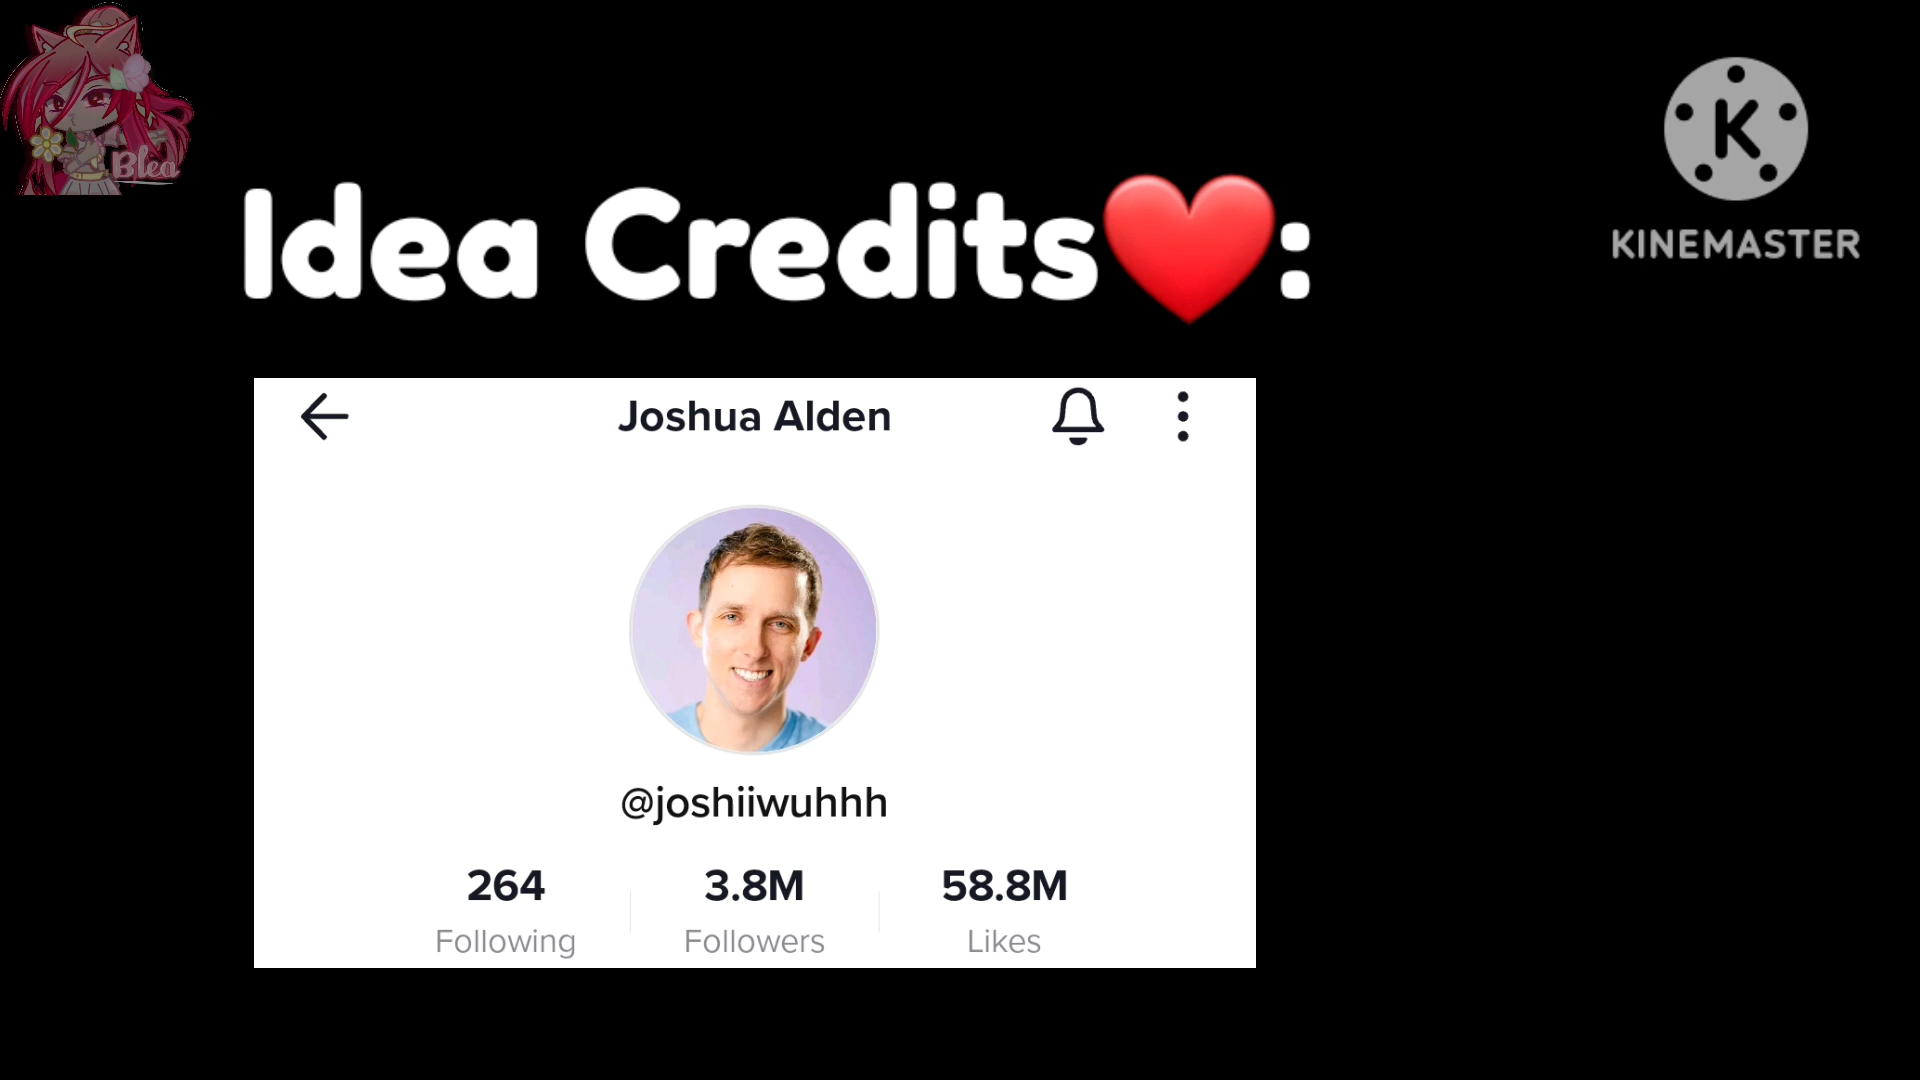 Blea
KINEMASTER
Idea Credits❤️:
Joshua Alden
@joshiiwuhhh
264
3.8M
58.8M
Following
Followers
Likes